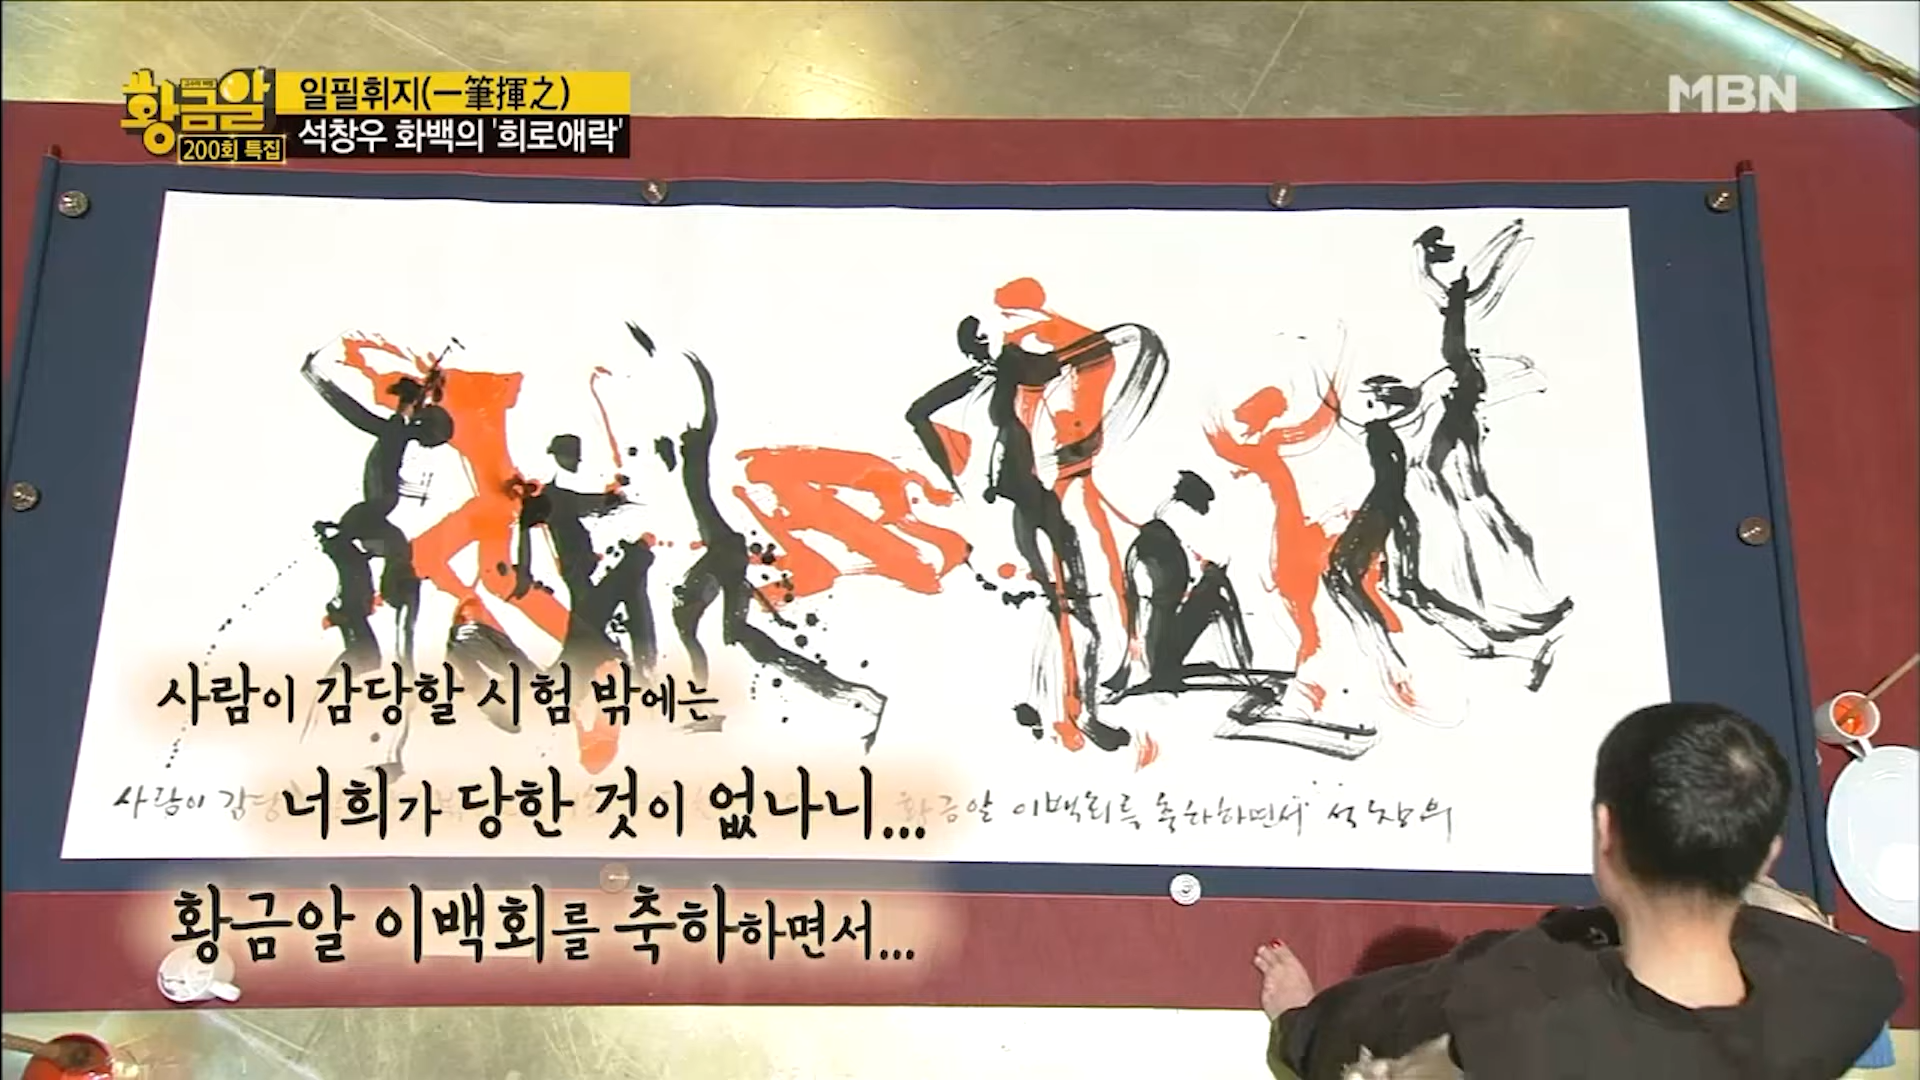 황금알
200회 특집
일필휘지(一筆揮之)
석창우 화백의 '희로애락'
MBN
사람이 감당할 시험 밖에는
너희가 당한 것이 없나니...
사람이 감당
황금알 이백회를 축하하면서 석창우
황금알 이백회를 축하하면서...